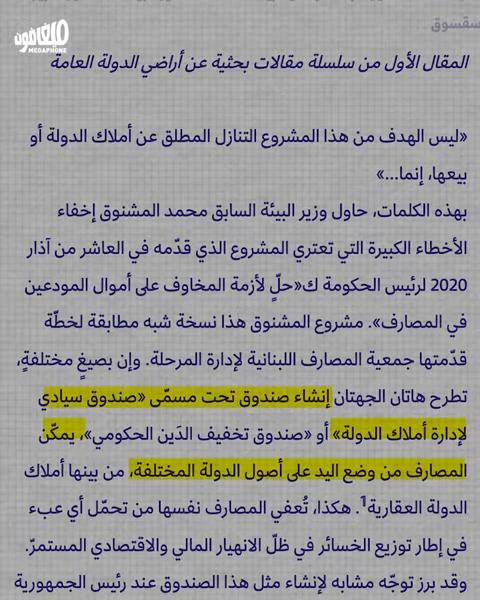 ميغافون
MEGAPHONE
سقسوق
المقال الأول من سلسلة مقالات بحثية عن أراضي الدولة العامة
«ليس الهدف من هذا المشروع التنازل المطلق عن أملاك الدولة أو
بيعها، إنما...»
بهذه الكلمات، حاول وزير البيئة السابق محمد المشنوق إخفاء
الأخطاء الكبيرة التي تعتري المشروع الذي قدّمه في العاشر من آذار
2020 لرئيس الحكومة ك«حلٍّ لأزمة المخاوف على أموال المودعين
في المصارف». مشروع المشنوق هذا نسخة شبه مطابقة لخطّة
قدّمتها جمعية المصارف اللبنانية لإدارة المرحلة. وإن بصيغٍ مختلفةٍ،
تطرح هاتان الجهتان إنشاء صندوق تحت مسمّى «صندوق سيادي
لإدارة أملاك الدولة» أو «صندوق تخفيف الدَين الحكومي»، يمكّن
المصارف من وضع اليد على أصول الدولة المختلفة، من بينها أملاك
الدولة العقارية1. هكذا، تُعفي المصارف نفسها من تحمّل أي عبء
في إطار توزيع الخسائر في ظلّ الانهيار المالي والاقتصادي المستمرّ.
وقد برز توجّه مشابه لإنشاء مثل هذا الصندوق عند رئيس الجمهورية